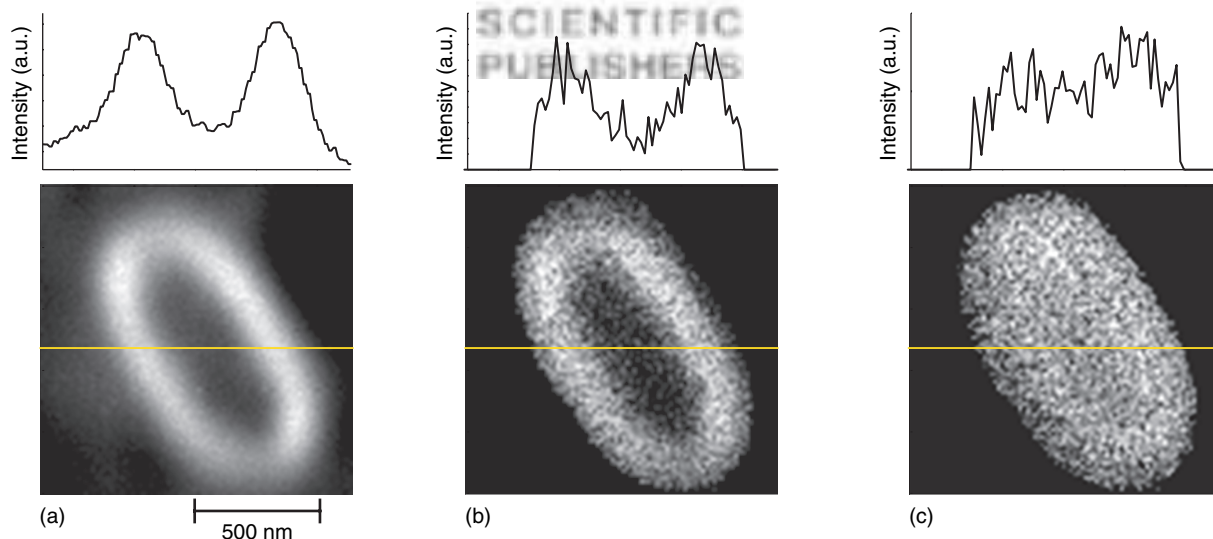 Intensity (a.u.)
Intensity (a.u.)
SCIENTIFIC
PUBLISHERS
Intensity (a.u.)
(a)
500 nm
(b)
(c)